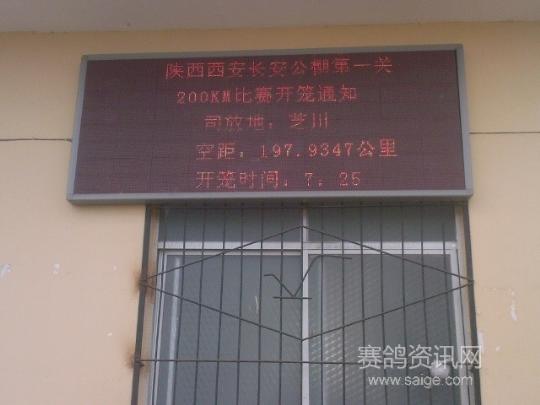 陕西西安长安公棚第一关
200KM比赛开笼通知
司放地：芝川
空距：197.9347公里
开笼时间：7：25
赛鸽资讯网
www.saige.com